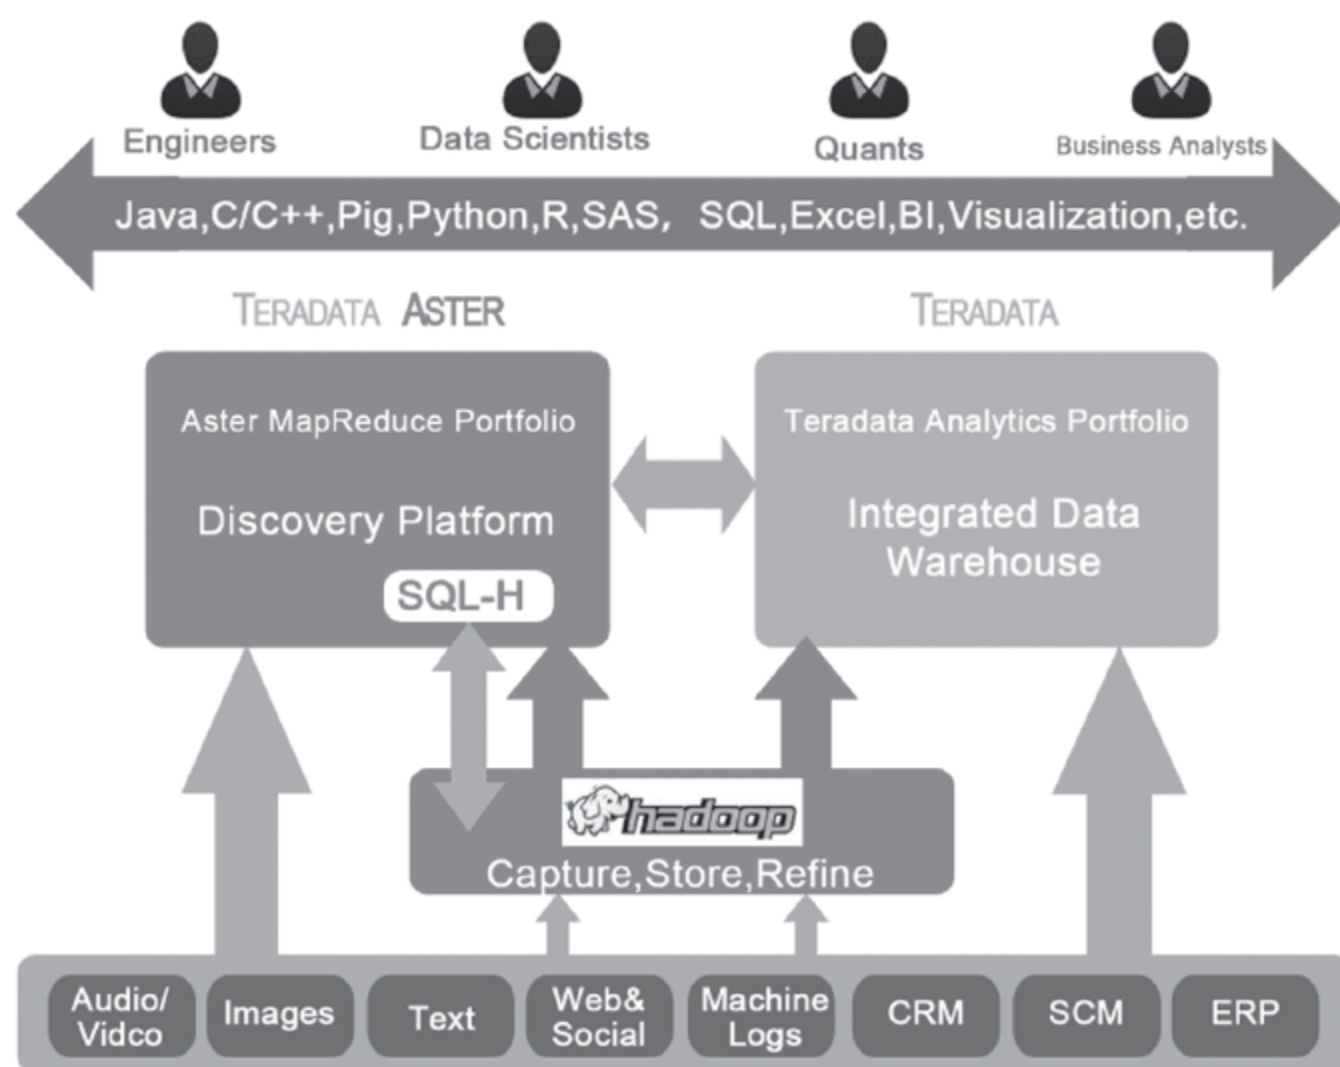 Engineers
Data Scientists
Quants
Business Analysts
Java,C/C++,Pig,Python,R,SAS, SQL,Excel,BI,Visualization,etc.
TERADATA ASTER
TERADATA
Aster MapReduce Portfolio
Discovery Platform
SQL-H
Teradata Analytics Portfolio
Integrated Data
Warehouse
hadoop
Capture,Store,Refine
Audio/
Vidco
Images
Text
Web&
Social
Machine
Logs
CRM
SCM
ERP